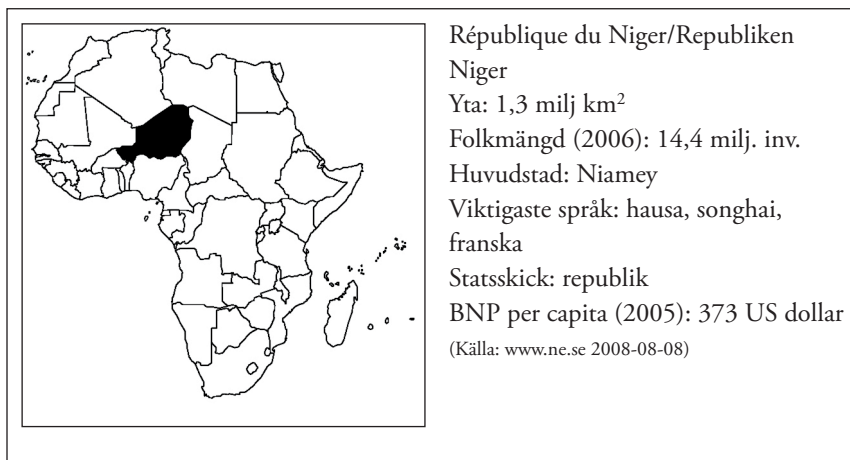 République du Niger/Republiken
Niger
Yta: 1,3 milj km²
Folkmängd (2006): 14,4 milj. inv.
Huvudstad: Niamey
Viktigaste språk: hausa, songhai,
franska
Statsskick: republik
BNP per capita (2005): 373 US dollar
(Källa: www.ne.se 2008-08-08)